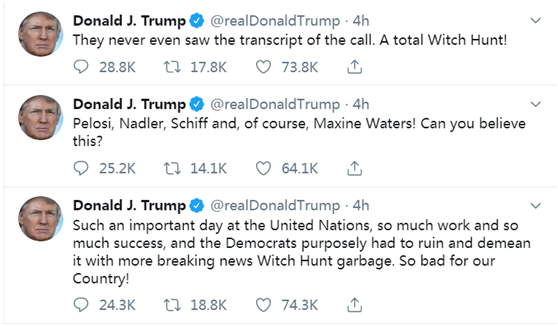 Donald J. Trump @realDonaldTrump · 4h
They never even saw the transcript of the call. A total Witch Hunt!
28.8K 17.8K 73.8K
Donald J. Trump @realDonaldTrump · 4h
Pelosi, Nadler, Schiff and, of course, Maxine Waters! Can you believe
this?
25.2K 14.1K 64.1K
Donald J. Trump @realDonaldTrump · 4h
Such an important day at the United Nations, so much work and so
much success, and the Democrats purposely had to ruin and demean
it with more breaking news Witch Hunt garbage. So bad for our
Country!
24.3K 18.8K 74.3K